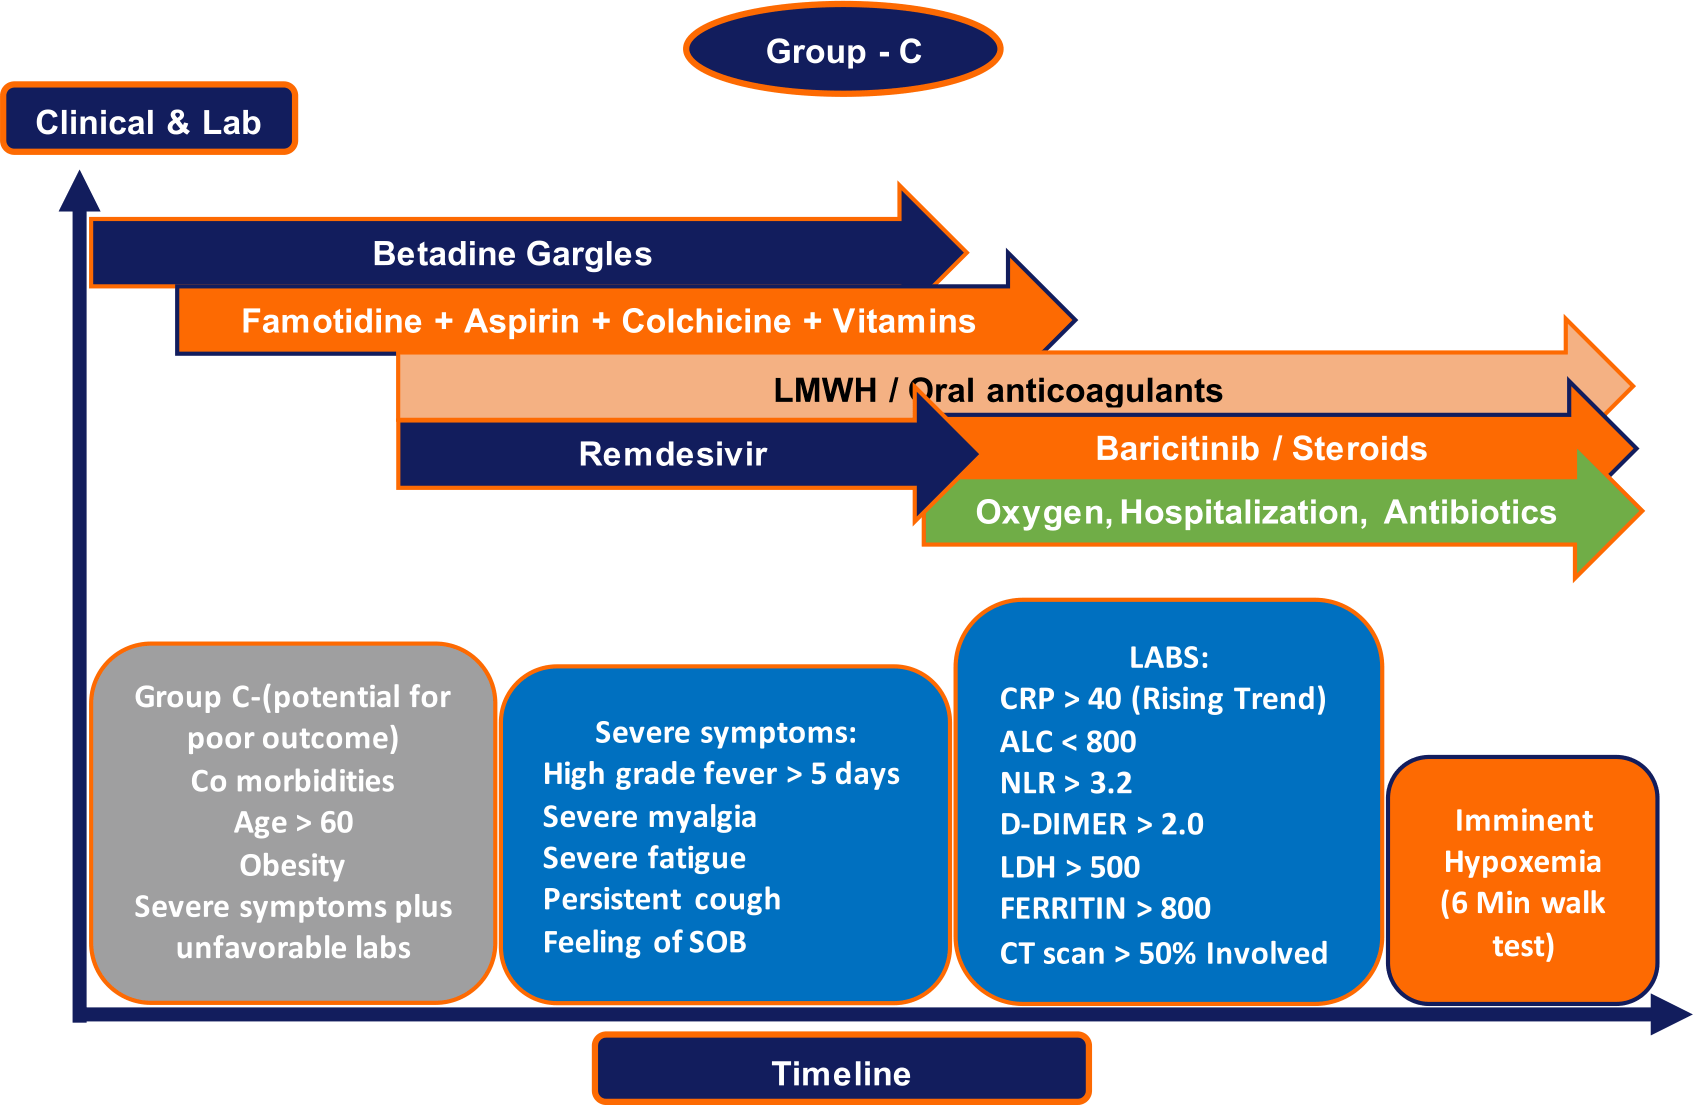 Group - C
Clinical & Lab
Betadine Gargles
Famotidine + Aspirin + Colchicine + Vitamins
LMWH / Oral anticoagulants
Remdesivir
Baricitinib / Steroids
Oxygen, Hospitalization, Antibiotics
Group C-(potential for
poor outcome)
Co morbidities
Age > 60
Obesity
Severe symptoms plus
unfavorable labs
Severe symptoms:
High grade fever > 5 days
Severe myalgia
Severe fatigue
Persistent cough
Feeling of SOB
LABS:
CRP > 40 (Rising Trend)
ALC < 800
NLR > 3.2
D-DIMER > 2.0
LDH > 500
FERRITIN > 800
CT scan > 50% Involved
Imminent
Hypoxemia
(6 Min walk
test)
Timeline